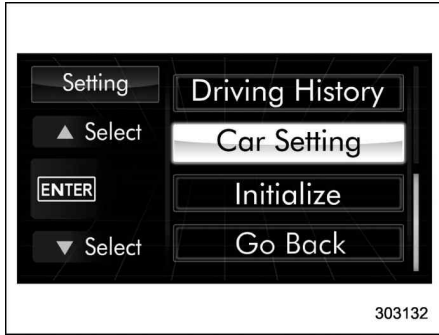 Setting
▲ Select
ENTER
▼ Select
Driving History
Car Setting
Initialize
Go Back
303132